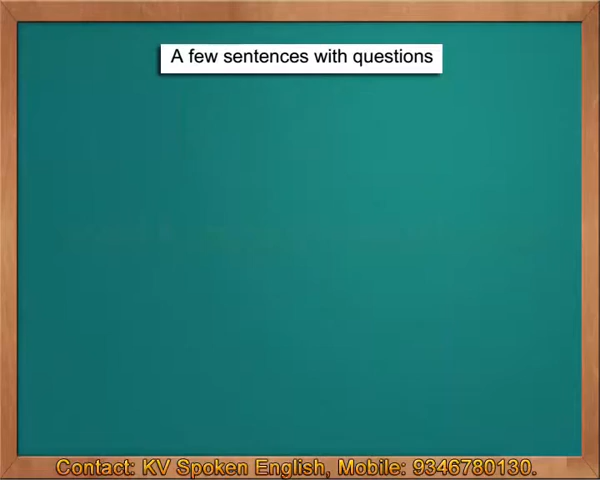 A few sentences with questions
Contact: KV Spoken English, Mobile: 9346780130.